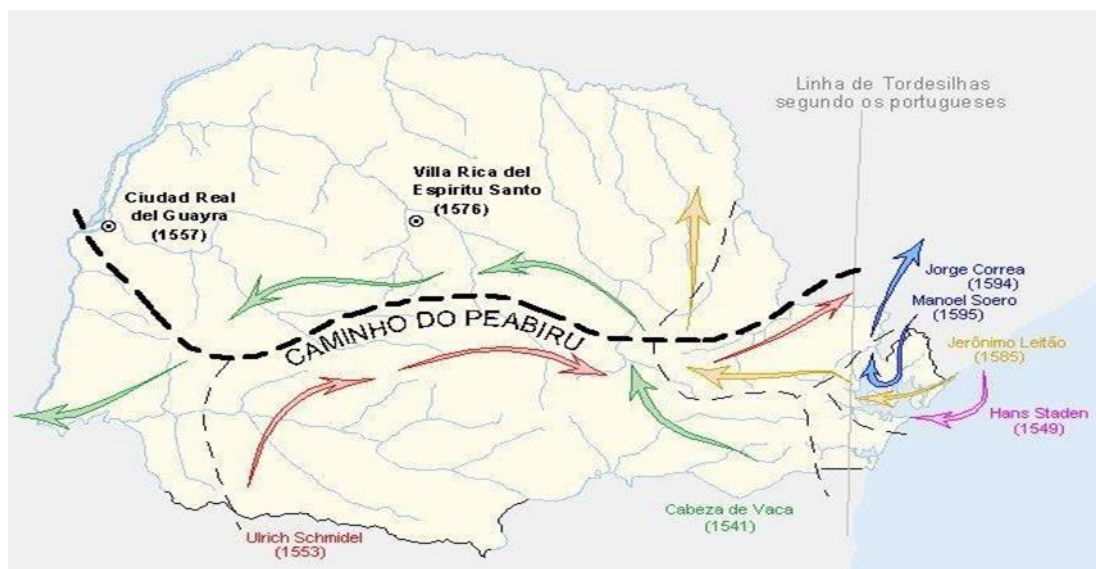 Linha de Tordesilhas
segundo os portugueses
Villa Rica del
Espiritu Santo
(1576)
Ciudad Real
del Guayra
(1557)
Jorge Correa
(1594)
Manoel Soero
(1595)
CAMINHO DO PEABIRU
Jerônimo Leitão
(1585)
Hans Staden
(1549)
Cabeza de Vaca
(1541)
Ulrich Schmidel
(1553)